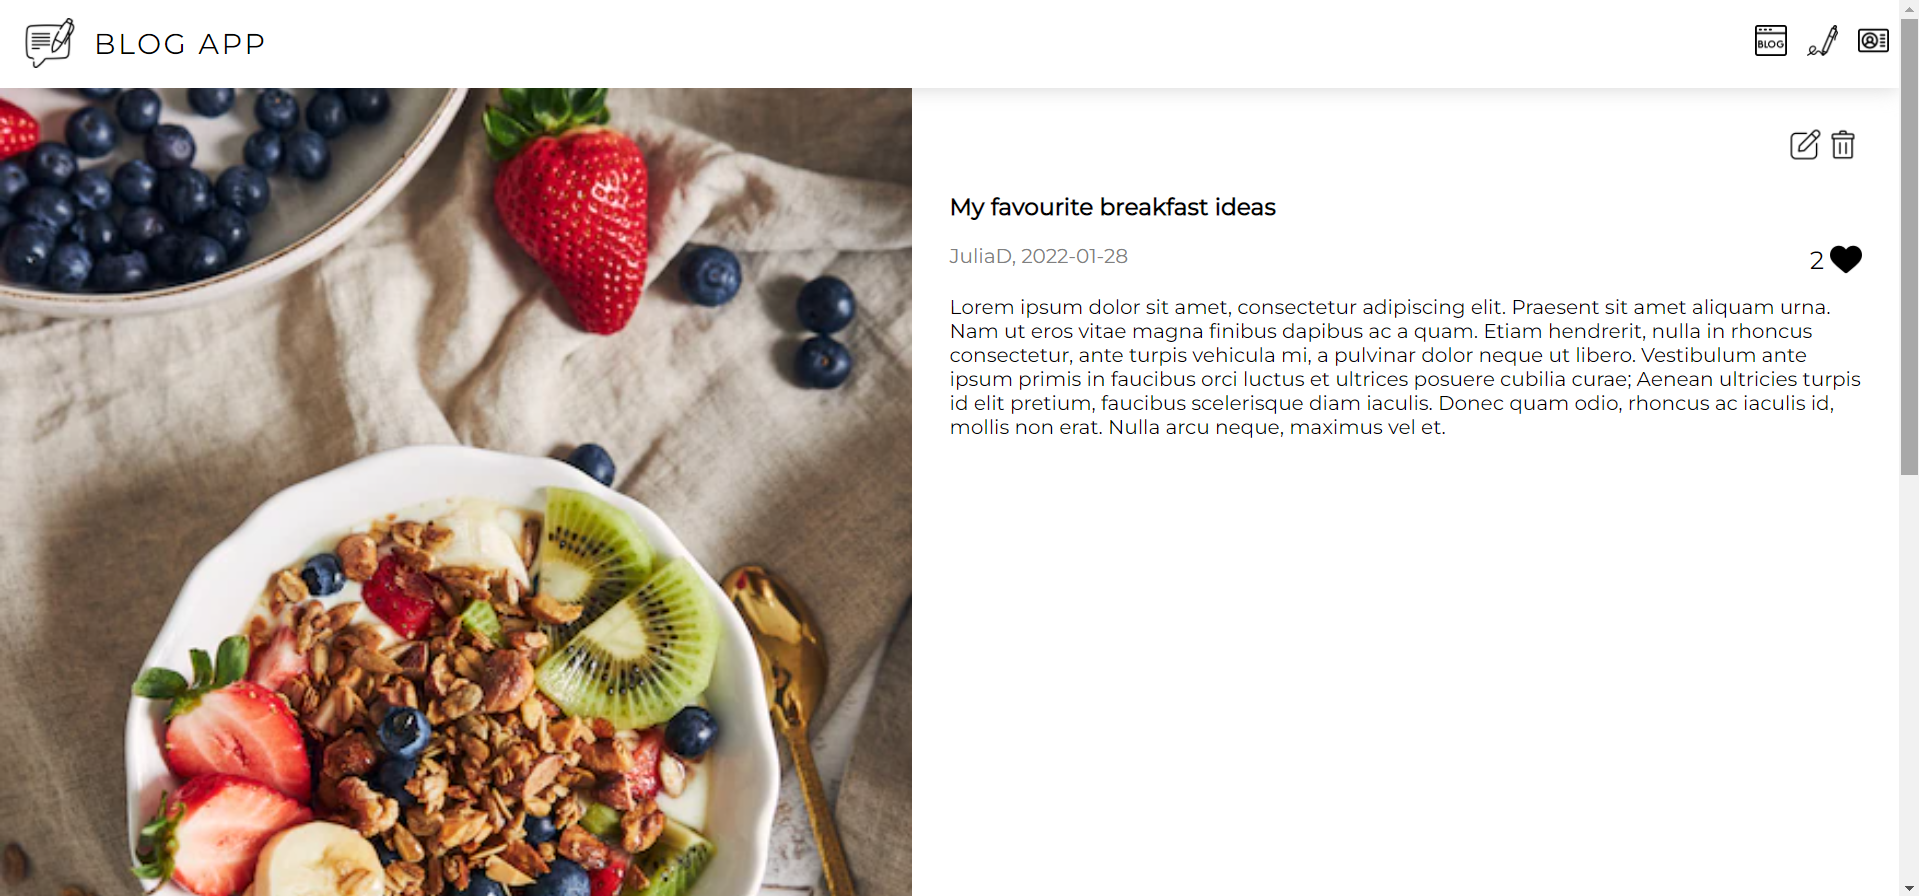 BLOG APP
BLOG
My favourite breakfast ideas
JuliaD, 2022-01-28
2
Lorem ipsum dolor sit amet, consectetur adipiscing elit. Praesent sit amet aliquam urna.
Nam ut eros vitae magna finibus dapibus ac a quam. Etiam hendrerit, nulla in rhoncus
consectetur, ante turpis vehicula mi, a pulvinar dolor neque ut libero. Vestibulum ante
ipsum primis in faucibus orci luctus et ultrices posuere cubilia curae; Aenean ultricies turpis
id elit pretium, faucibus scelerisque diam iaculis. Donec quam odio, rhoncus ac iaculis id,
mollis non erat. Nulla arcu neque, maximus vel et.